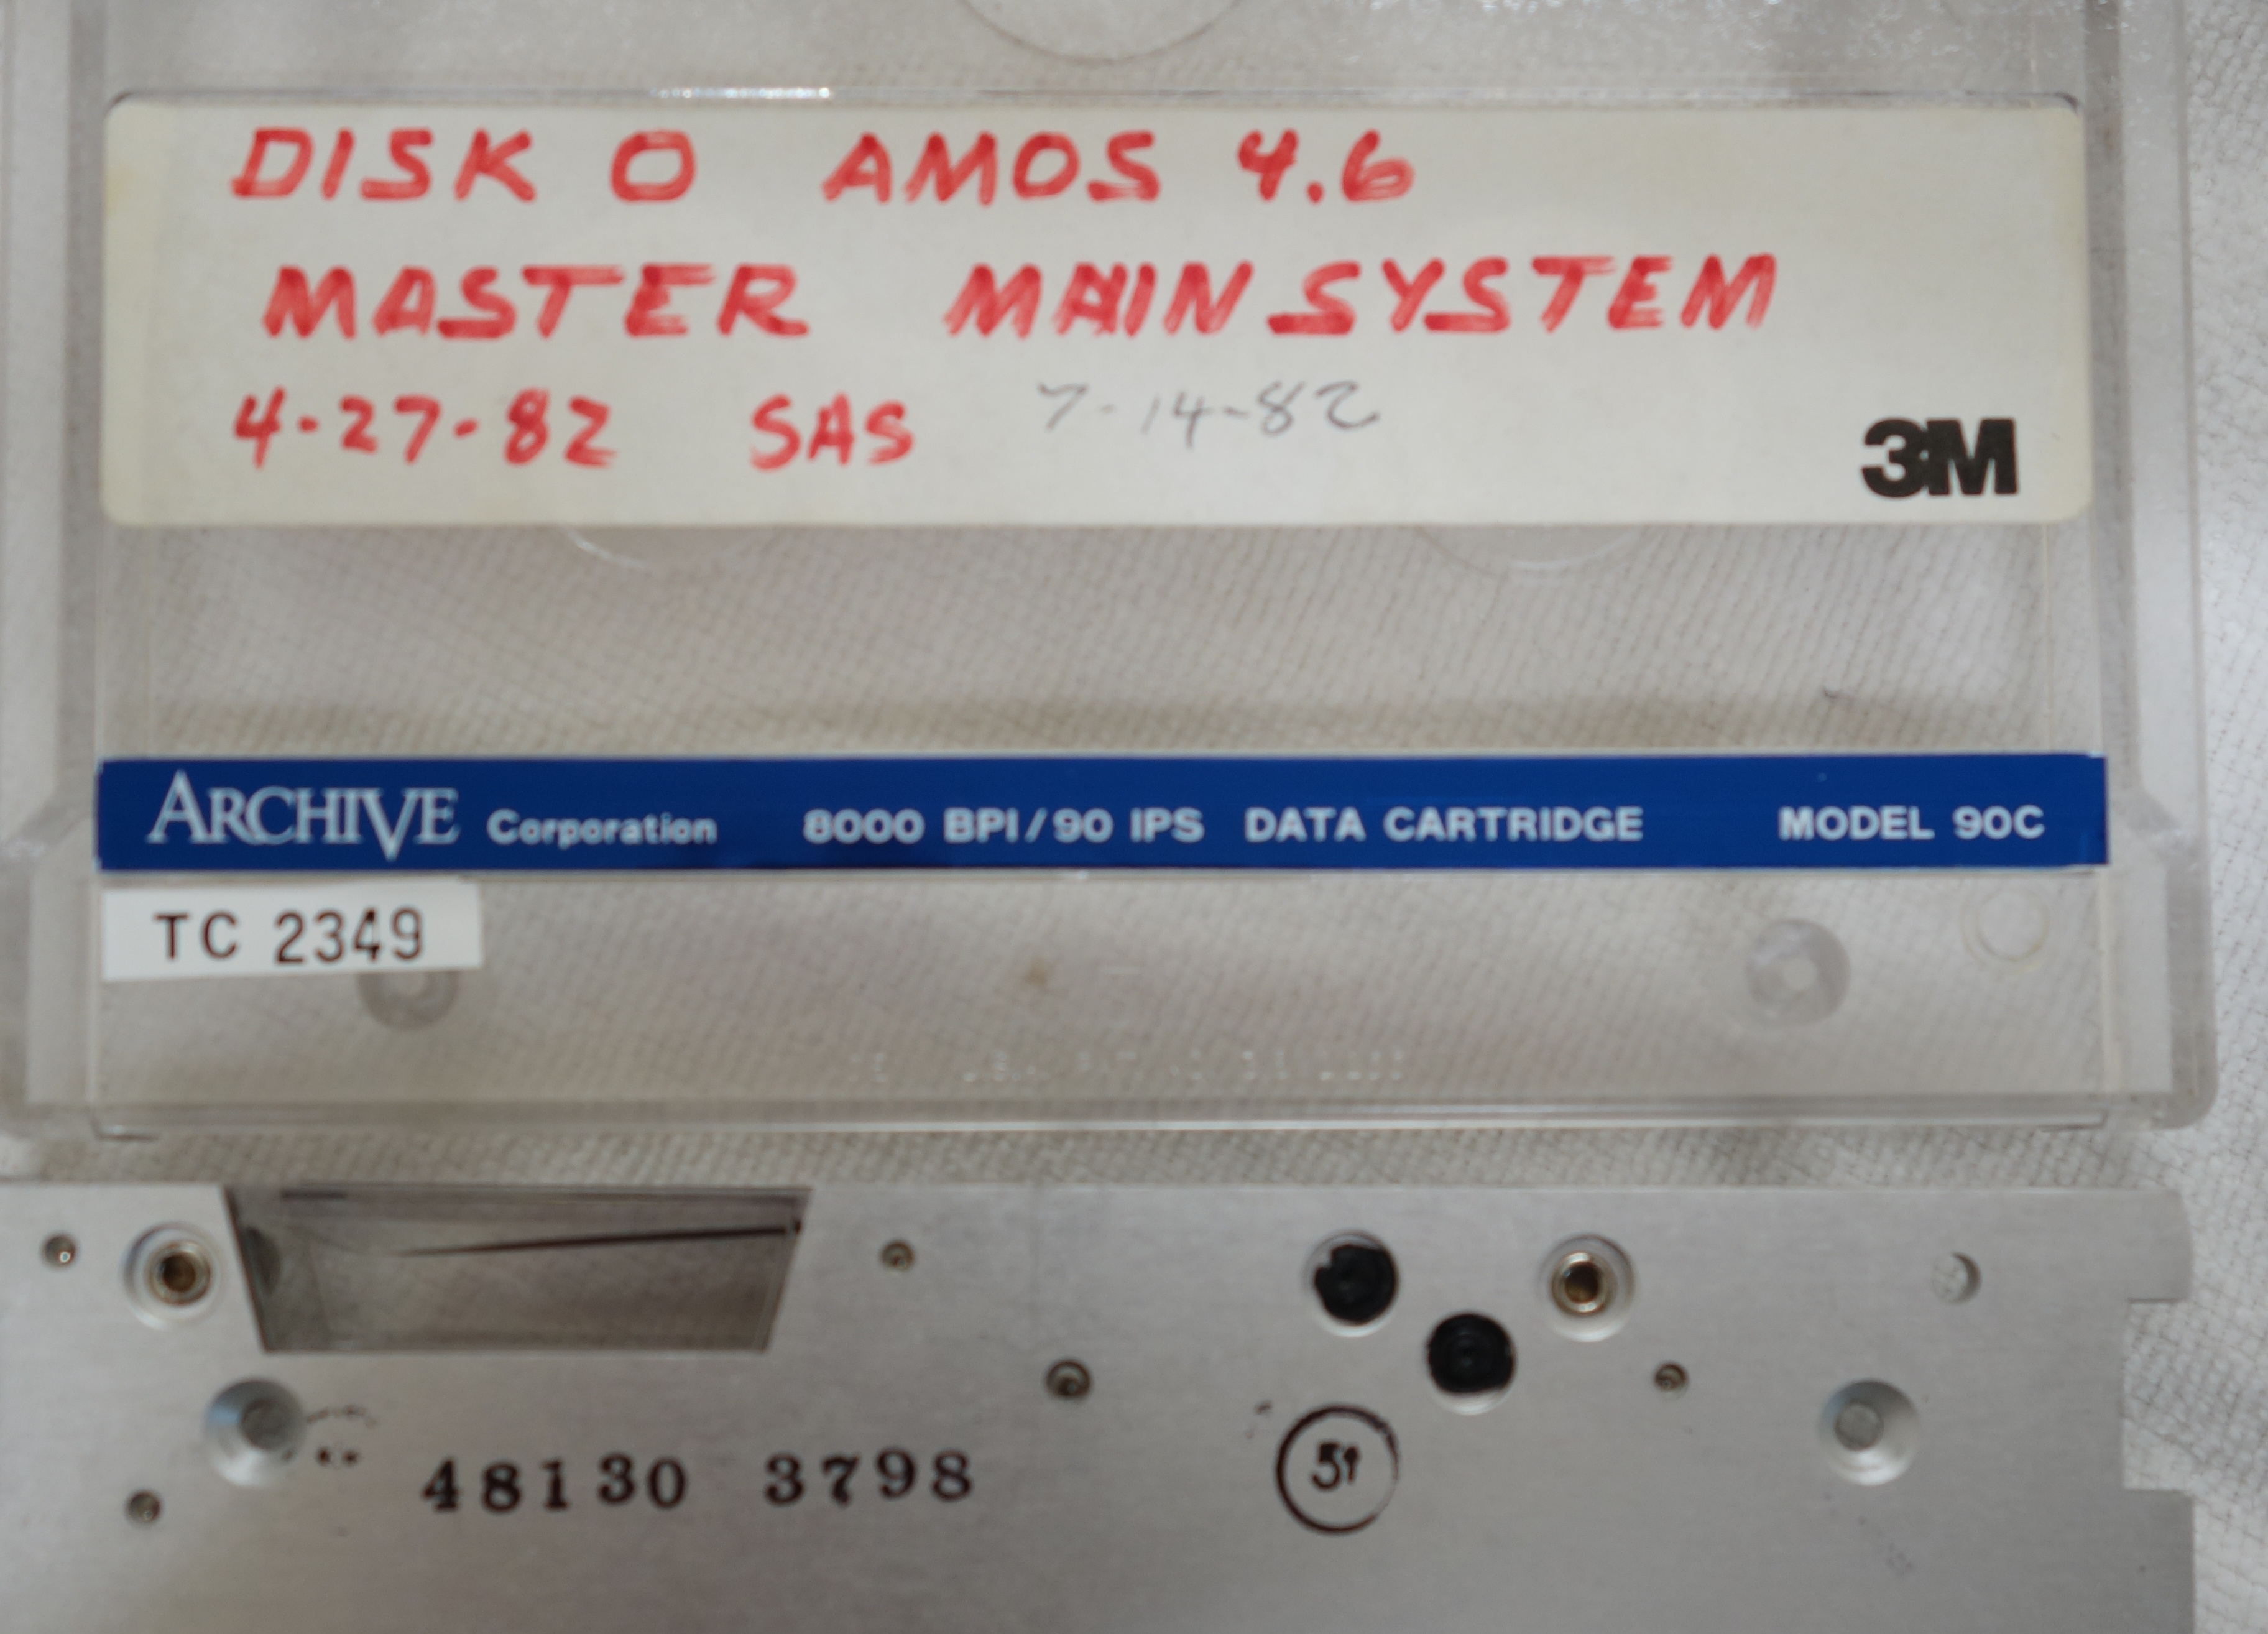 DISK 0 AMOS 4.6
MASTER MAIN SYSTEM
4-27-82 SAS 7-14-82
3M
ARCHIVE Corporation 8000 BPI/90 IPS DATA CARTRIDGE MODEL 90C
TC 2349
48130 3798